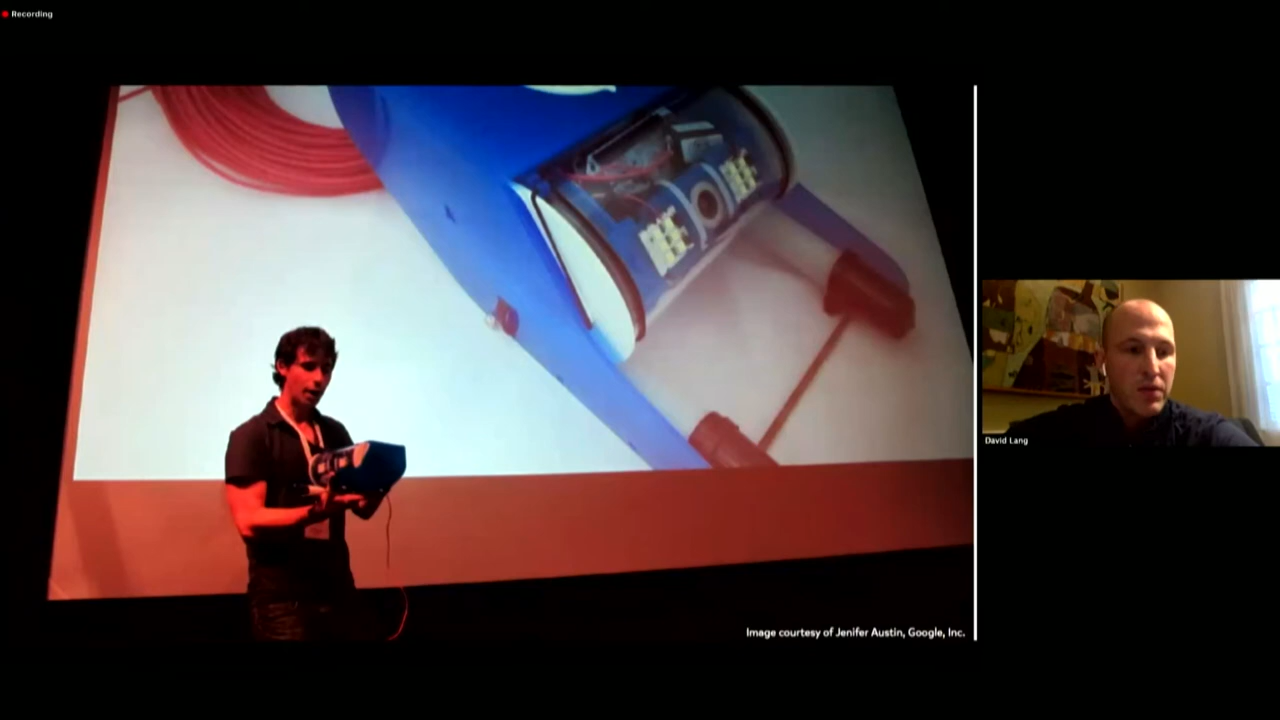 Recording
David Lang
Image courtesy of Jenifer Austin, Google, Inc.